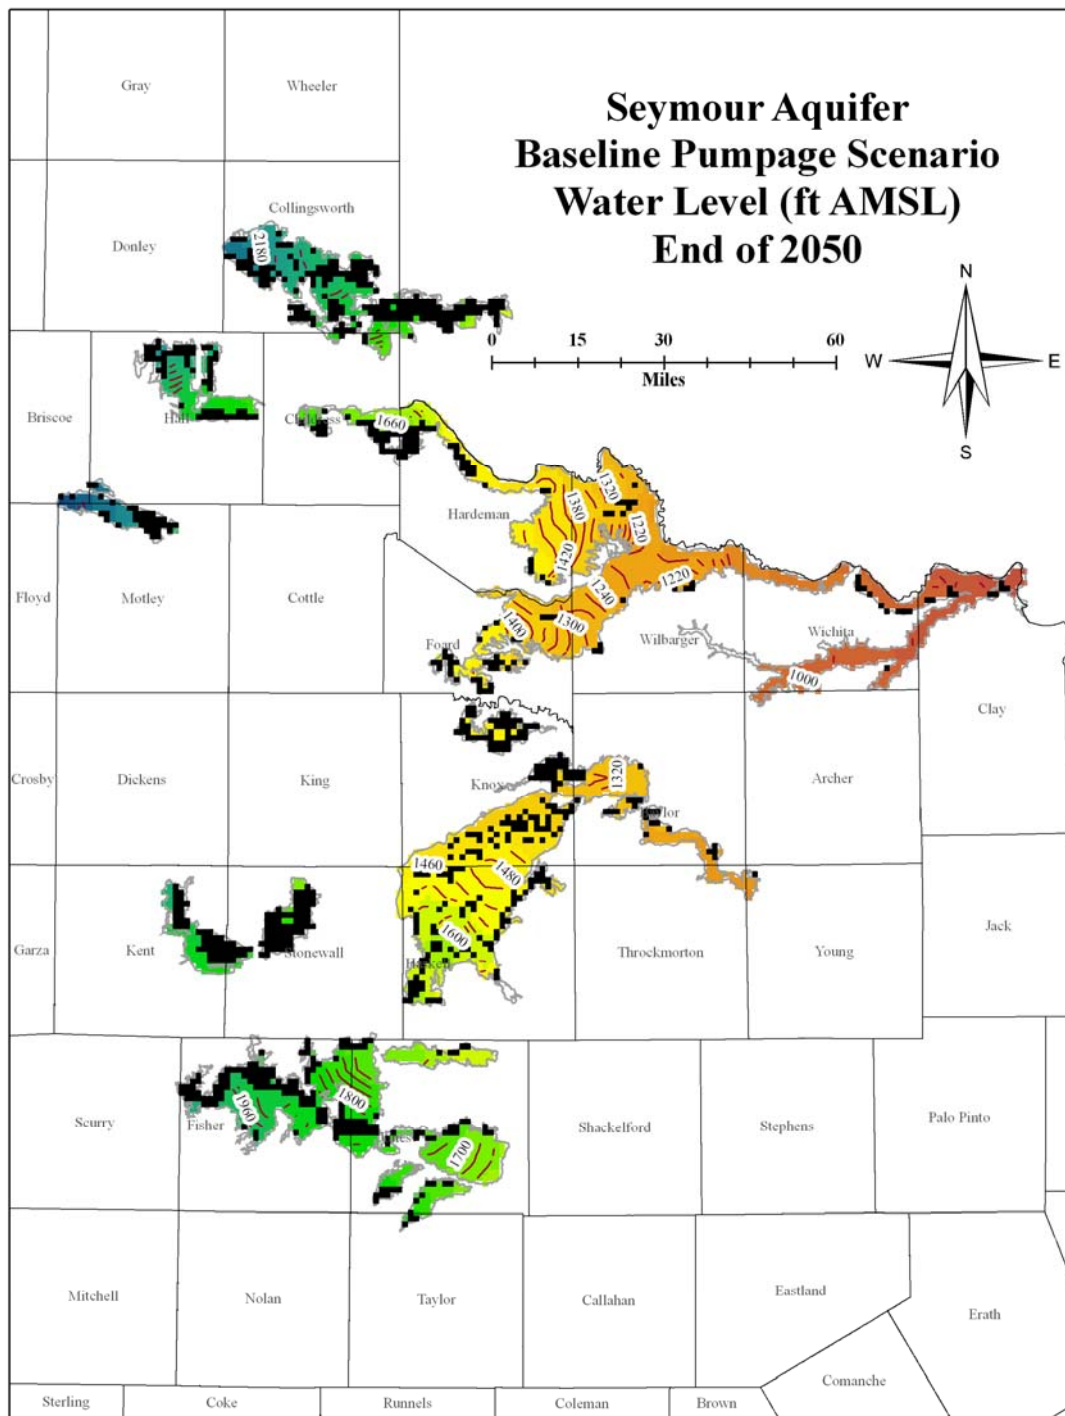 Gray
Wheeler
Seymour Aquifer
Baseline Pumpage Scenario
Water Level (ft AMSL)
End of 2050
Collingsworth
Donley
2180
N
0 15 30 60
Miles
W E
S
Briscoe
Hall
1660
Hardeman
1320
1380
1220
1420
1220
1240
1300
1400
Floyd
Motley
Cottle
Foard
Wilbarger
Wichita
1000
Clay
Crosby
Dickens
King
Knox
1320
Archer
1460
1480
1600
Garza
Kent
Stonewall
Throckmorton
Young
Jack
1960
1800
1700
Scurry
Fisher
Shackelford
Stephens
Palo Pinto
Mitchell
Nolan
Taylor
Callahan
Eastland
Erath
Comanche
Sterling
Coke
Runnels
Coleman
Brown